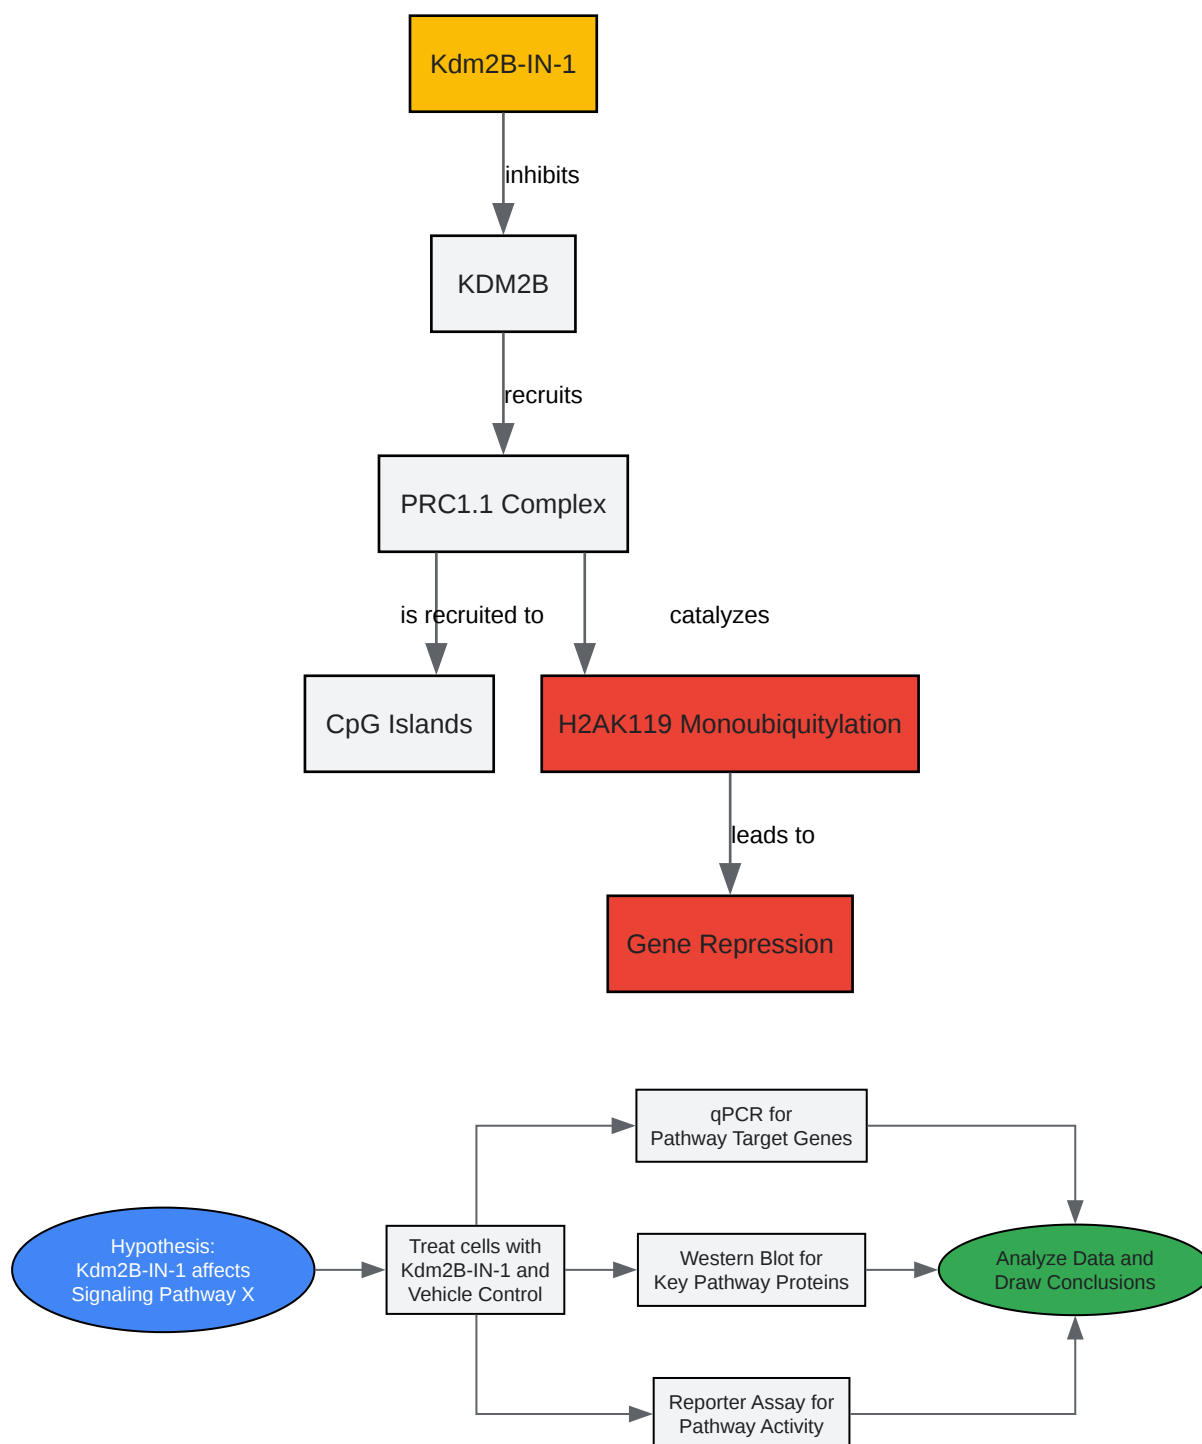 Kdm2B-IN-1
inhibits
KDM2B
recruits
PRC1.1 Complex
is recruited to
catalyzes
CpG Islands
H2AK119 Monoubiquitylation
leads to
Gene Repression
qPCR for
Pathway Target Genes
Hypothesis:
Kdm2B-IN-1 affects
Signaling Pathway X
Treat cells with
Kdm2B-IN-1 and
Vehicle Control
Western Blot for
Key Pathway Proteins
Analyze Data and
Draw Conclusions
Reporter Assay for
Pathway Activity